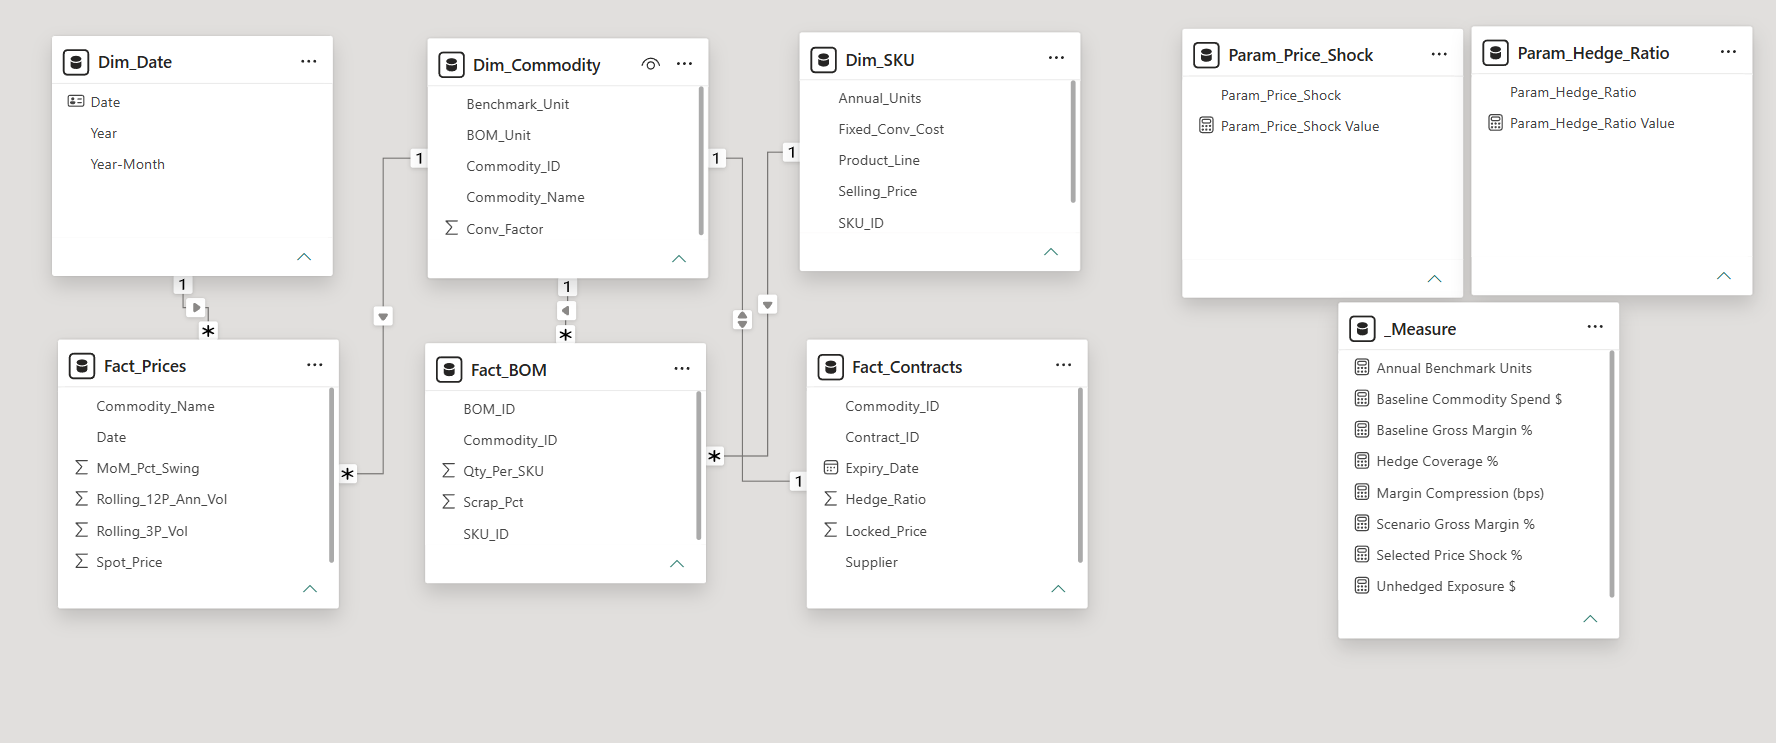 Dim_Date
Date
Year
Year-Month
1
*
Dim_Commodity
Benchmark_Unit
BOM_Unit
Commodity_ID
Commodity_Name
Conv_Factor
1
1
1
*
Dim_SKU
Annual_Units
Fixed_Conv_Cost
Product_Line
Selling_Price
SKU_ID
1
Param_Price_Shock
Param_Price_Shock
Param_Price_Shock Value
Param_Hedge_Ratio
Param_Hedge_Ratio
Param_Hedge_Ratio Value
Fact_Prices
Commodity_Name
Date
MoM_Pct_Swing
Rolling_12P_Ann_Vol
Rolling_3P_Vol
Spot_Price
*
Fact_BOM
BOM_ID
Commodity_ID
Qty_Per_SKU
Scrap_Pct
SKU_ID
*
1
Fact_Contracts
Commodity_ID
Contract_ID
Expiry_Date
Hedge_Ratio
Locked_Price
Supplier
_Measure
Annual Benchmark Units
Baseline Commodity Spend $
Baseline Gross Margin %
Hedge Coverage %
Margin Compression (bps)
Scenario Gross Margin %
Selected Price Shock %
Unhedged Exposure $